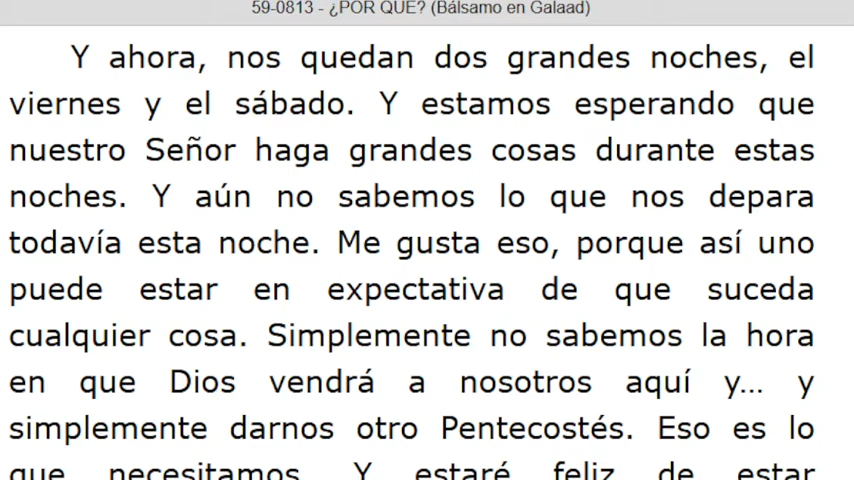 59-0813 - ¿POR QUÉ? (Bálsamo en Galaad)
Y ahora, nos quedan dos grandes noches, el
viernes y el sábado. Y estamos esperando que
nuestro Señor haga grandes cosas durante estas
noches. Y aún no sabemos lo que nos depara
todavía esta noche. Me gusta eso, porque así uno
puede estar en expectativa de que suceda
cualquier cosa. Simplemente no sabemos la hora
en que Dios vendrá a nosotros aquí y... y
simplemente darnos otro Pentecostés. Eso es lo
que necesitamos. Y estaré feliz de estar